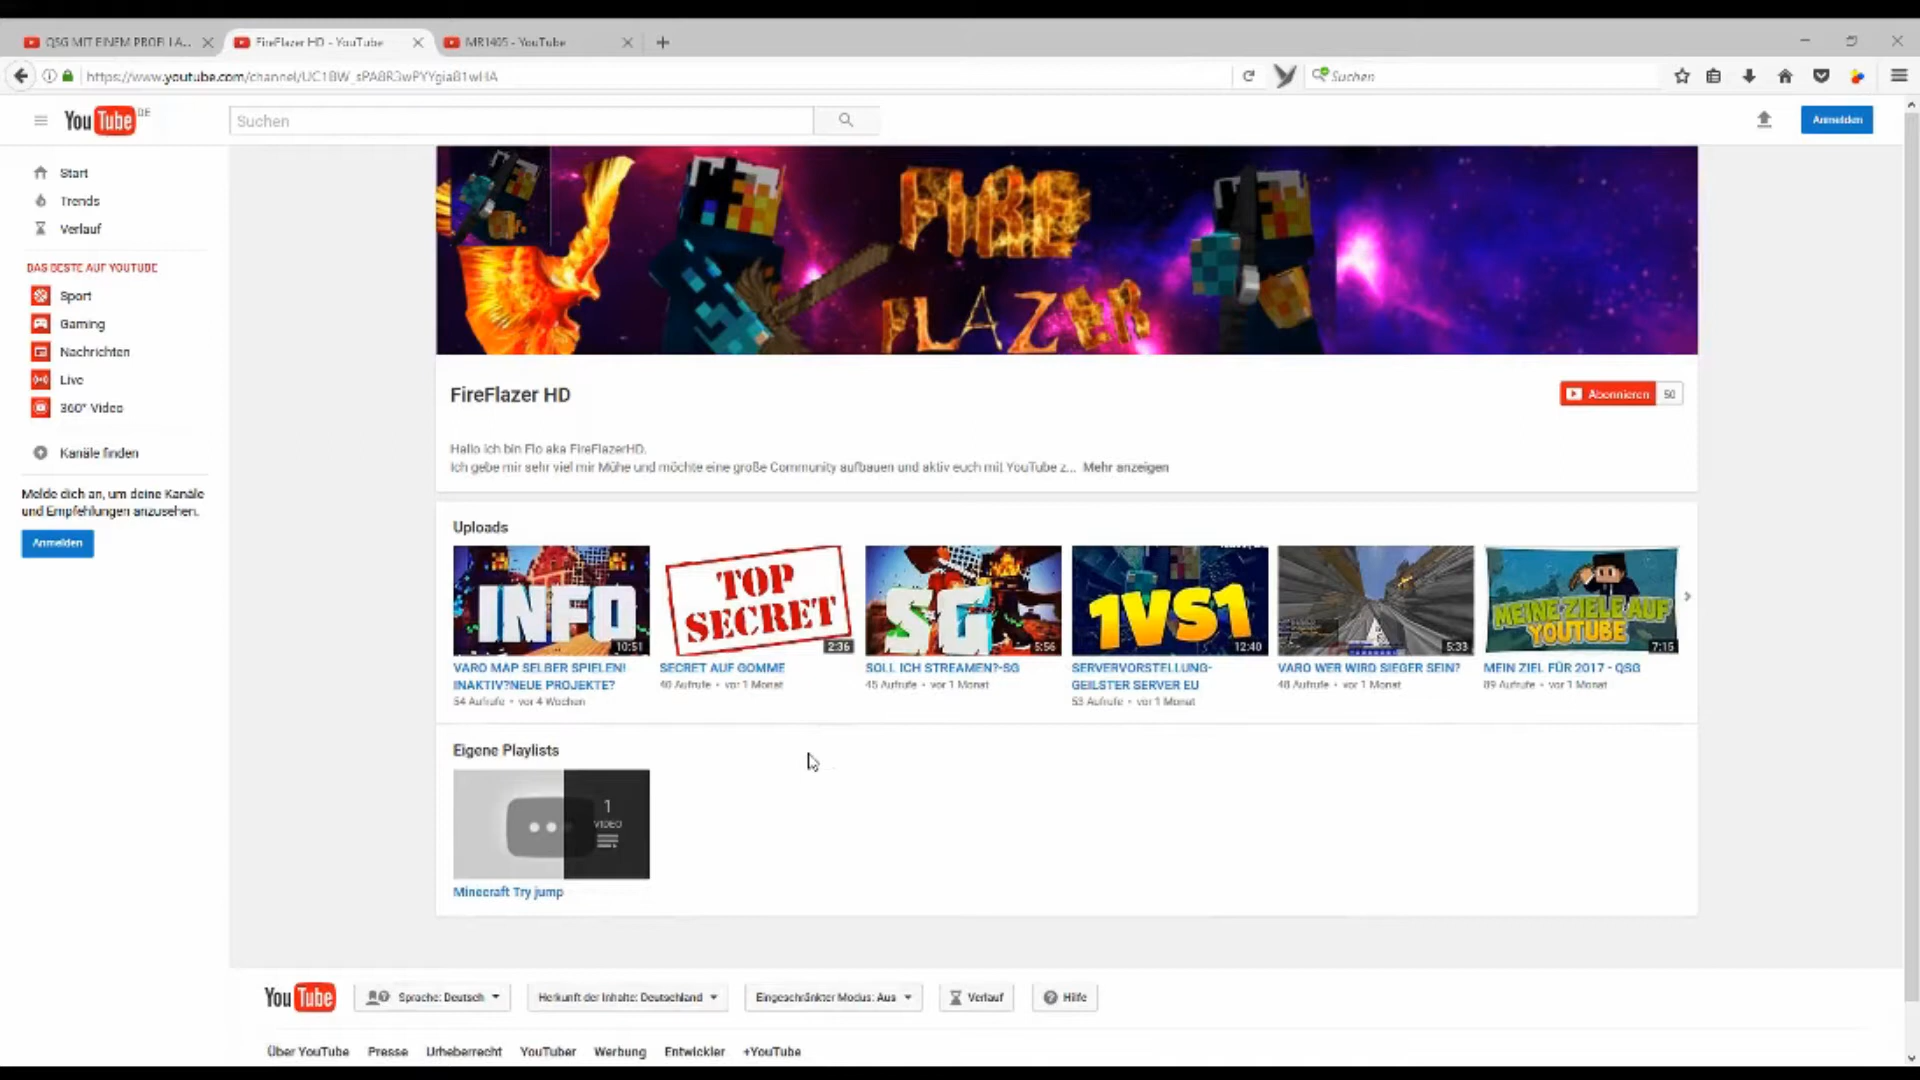 QSG MIT EINEM PROFI LA...
FireFlazer HD - YouTube
MR1405 - YouTube
https://www.youtube.com/channel/UC1BW_sPA8R3wPYYgia81wHA
Suchen
YouTube DE
Suchen
Anmelden
Start
Trends
Verlauf
DAS BESTE AUF YOUTUBE
Sport
Gaming
Nachrichten
Live
360° Video
Kanäle finden
Melde dich an, um deine Kanäle
und Empfehlungen anzusehen.
Anmelden
FIRE
FLAZER
FireFlazer HD
Abonnieren 50
Hallo ich bin Flo aka FireFlazerHD.
Ich gebe mir sehr viel mir Mühe und möchte eine große Community aufbauen und aktiv euch mit YouTube z... Mehr anzeigen
Uploads
INFO
10:51
VARO MAP SELBER SPIELEN!
INAKTIV?NEUE PROJEKTE?
54 Aufrufe • vor 4 Wochen
TOP
SECRET
2:36
SECRET AUF GOMME
40 Aufrufe • vor 1 Monat
SG
5:56
SOLL ICH STREAMEN?-SG
45 Aufrufe • vor 1 Monat
1VS1
12:40
SERVERVORSTELLUNG-
GEILSTER SERVER EU
53 Aufrufe • vor 1 Monat
5:33
VARO WER WIRD SIEGER SEIN?
48 Aufrufe • vor 1 Monat
MEINE ZIELE AUF
YOUTUBE
7:15
MEIN ZIEL FÜR 2017 - QSG
89 Aufrufe • vor 1 Monat
Eigene Playlists
1
VIDEO
Minecraft Try jump
YouTube
Sprache: Deutsch
Herkunft der Inhalte: Deutschland
Eingeschränkter Modus: Aus
Verlauf
Hilfe
Über YouTube Presse Urheberrecht YouTuber Werbung Entwickler +YouTube